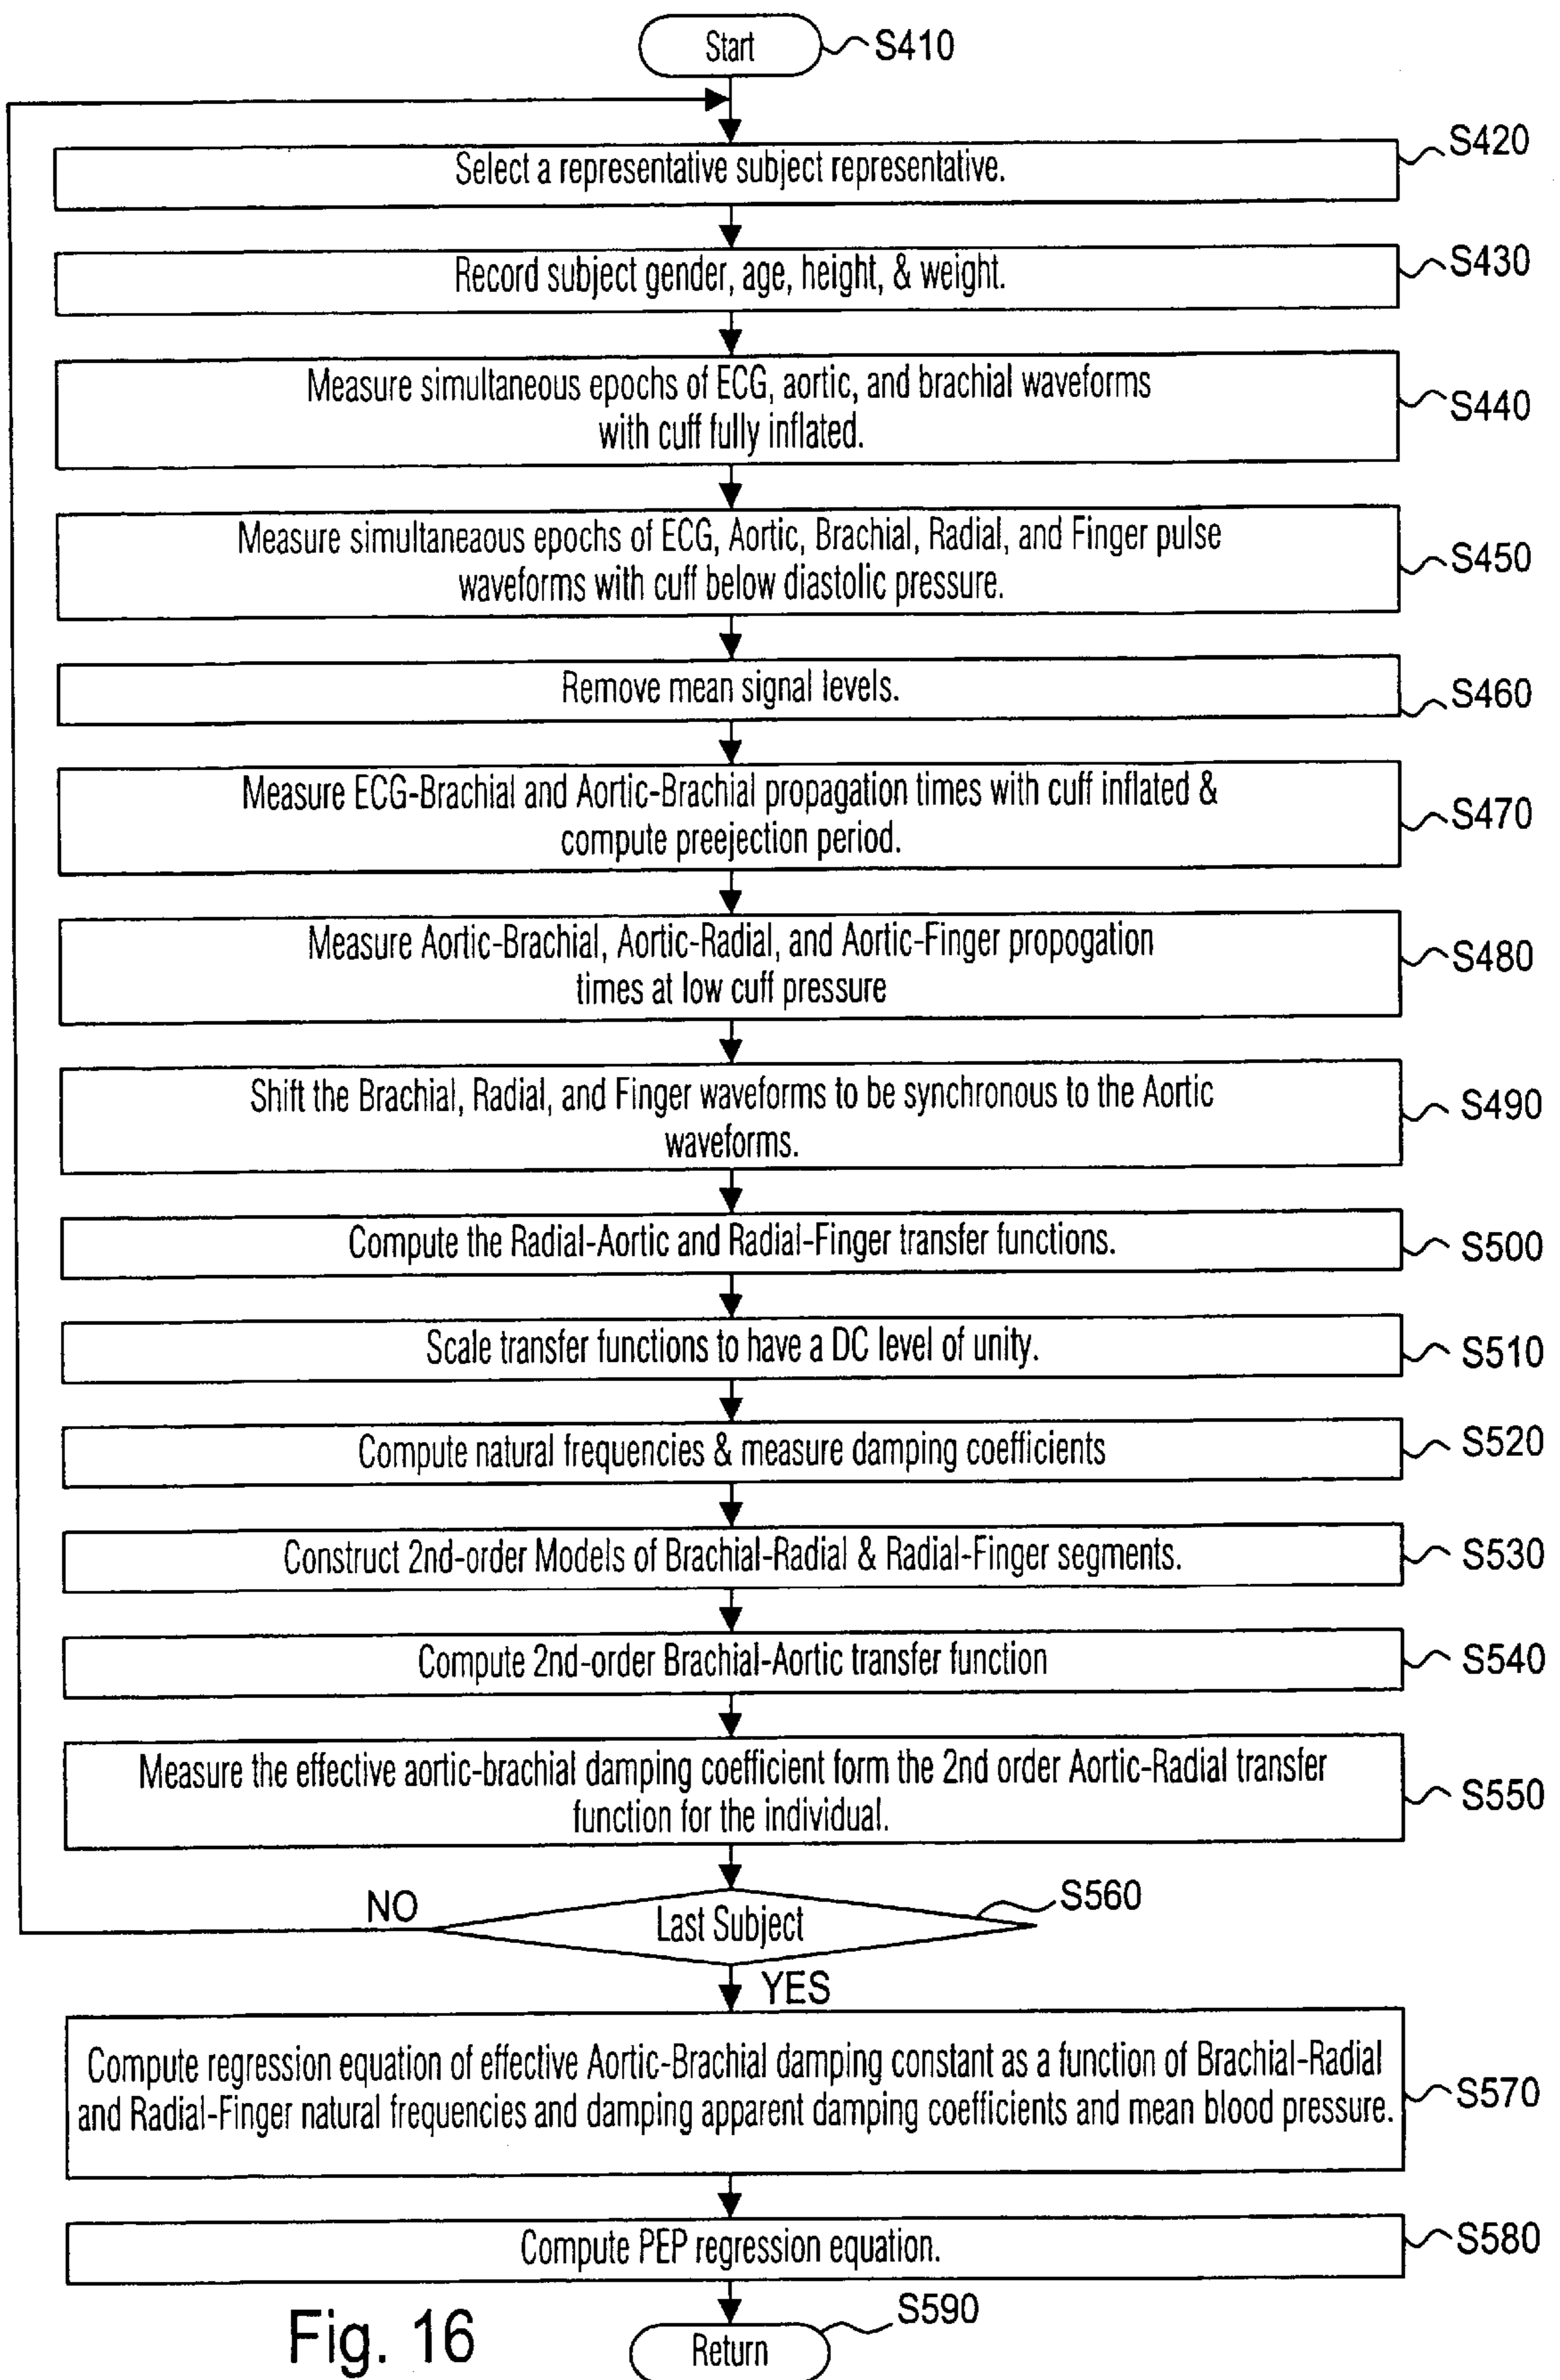 Start
S410
Select a representative subject representative.
S420
Record subject gender, age, height, & weight.
S430
Measure simultaneous epochs of ECG, aortic, and brachial waveforms
with cuff fully inflated.
S440
Measure simultaneaous epochs of ECG, Aortic, Brachial, Radial, and Finger pulse
waveforms with cuff below diastolic pressure.
S450
Remove mean signal levels.
S460
Measure ECG-Brachial and Aortic-Brachial propagation times with cuff inflated &
compute preejection period.
S470
Measure Aortic-Brachial, Aortic-Radial, and Aortic-Finger propogation
times at low cuff pressure
S480
Shift the Brachial, Radial, and Finger waveforms to be synchronous to the Aortic
waveforms.
S490
Compute the Radial-Aortic and Radial-Finger transfer functions.
S500
Scale transfer functions to have a DC level of unity.
S510
Compute natural frequencies & measure damping coefficients
S520
Construct 2nd-order Models of Brachial-Radial & Radial-Finger segments.
S530
Compute 2nd-order Brachial-Aortic transfer function
S540
Measure the effective aortic-brachial damping coefficient form the 2nd order Aortic-Radial transfer
function for the individual.
S550
NO
Last Subject
S560
YES
Compute regression equation of effective Aortic-Brachial damping constant as a function of Brachial-Radial
and Radial-Finger natural frequencies and damping apparent damping coefficients and mean blood pressure.
S570
Compute PEP regression equation.
S580
Return
S590
Fig. 16